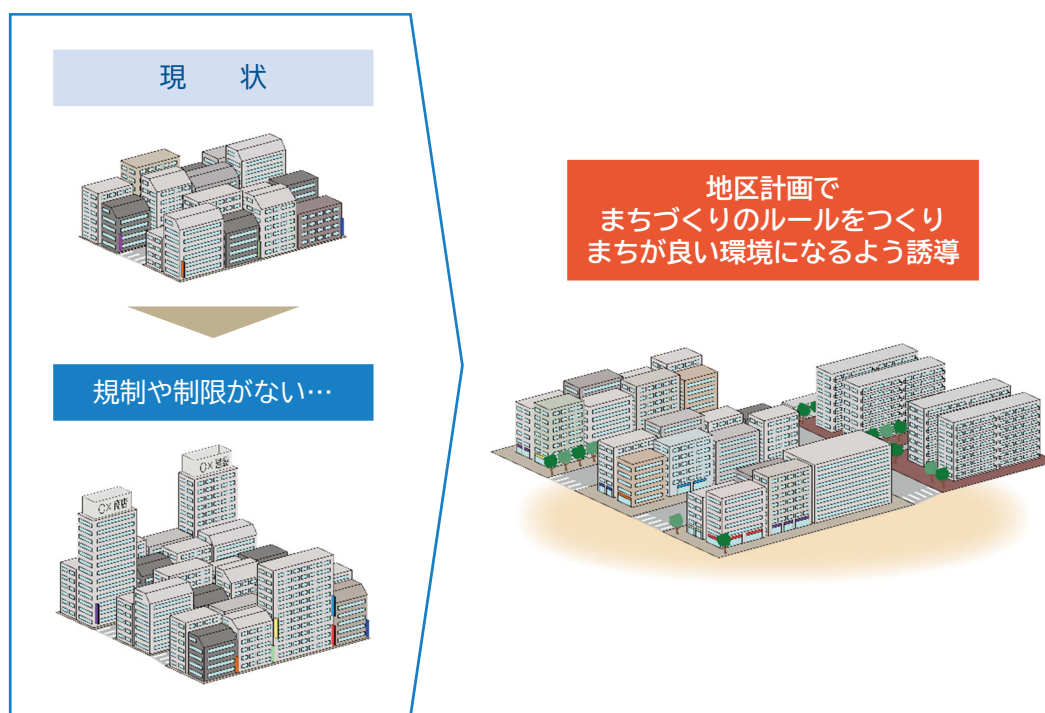 現　状
規制や制限がない…
地区計画で
まちづくりのルールをつくり
まちが良い環境になるよう誘導